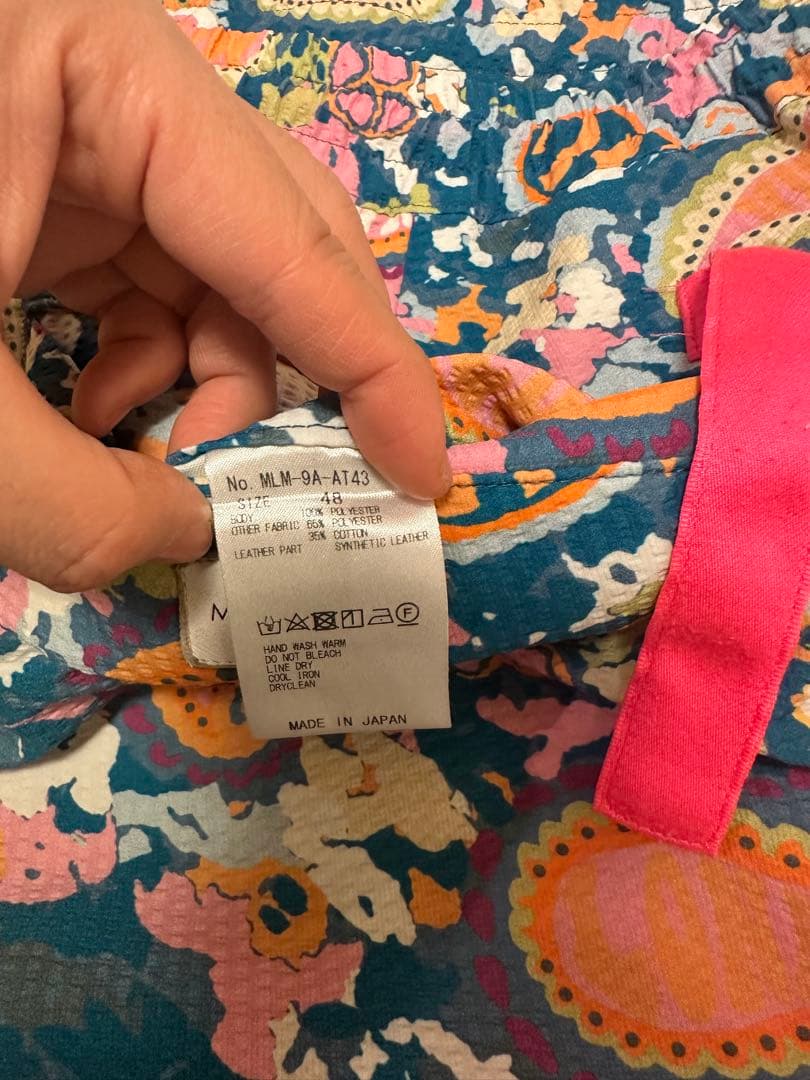 No. MLM-9A-AT43
SIZE 48
BODY 100% POLYESTER
OTHER FABRIC 65% POLYESTER
35% COTTON
LEATHER PART SYNTHETIC LEATHER
F
HAND WASH WARM
DO NOT BLEACH
LINE DRY
COOL IRON
DRYCLEAN
MADE IN JAPAN
M